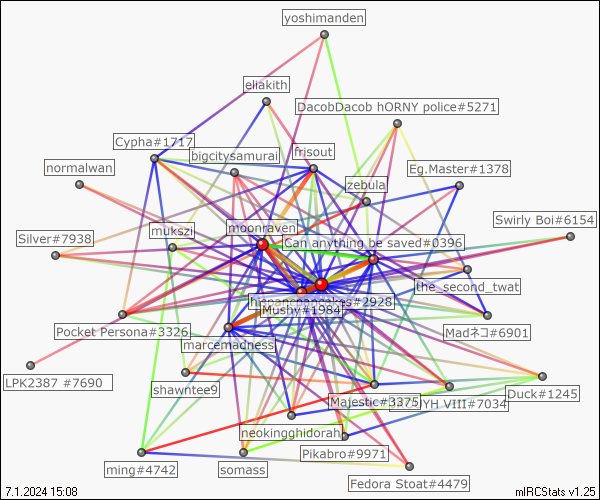 yoshimanden
eliakith
DacobDacob hORNY police#5271
Cypha#1717
frisout
bigcitysamurai
normalwan
Eg.Master#1378
zebula
Swirly Boi#6154
mukszi
moonraven
Silver#7938
Can anything be saved#0396
the_second_twat
hispanicpancakes#2928
Mushy#1984
Pocket Persona#3326
Madネコ#6901
marcemadness
LPK2387 #7690
shawntee9
Majestic#3375
YH VIII#7034
Duck#1245
neokingghidorah
Pikabro#9971
ming#4742
somass
Fedora Stoat#4479
7.1.2024 15:08
mIRCStats v1.25